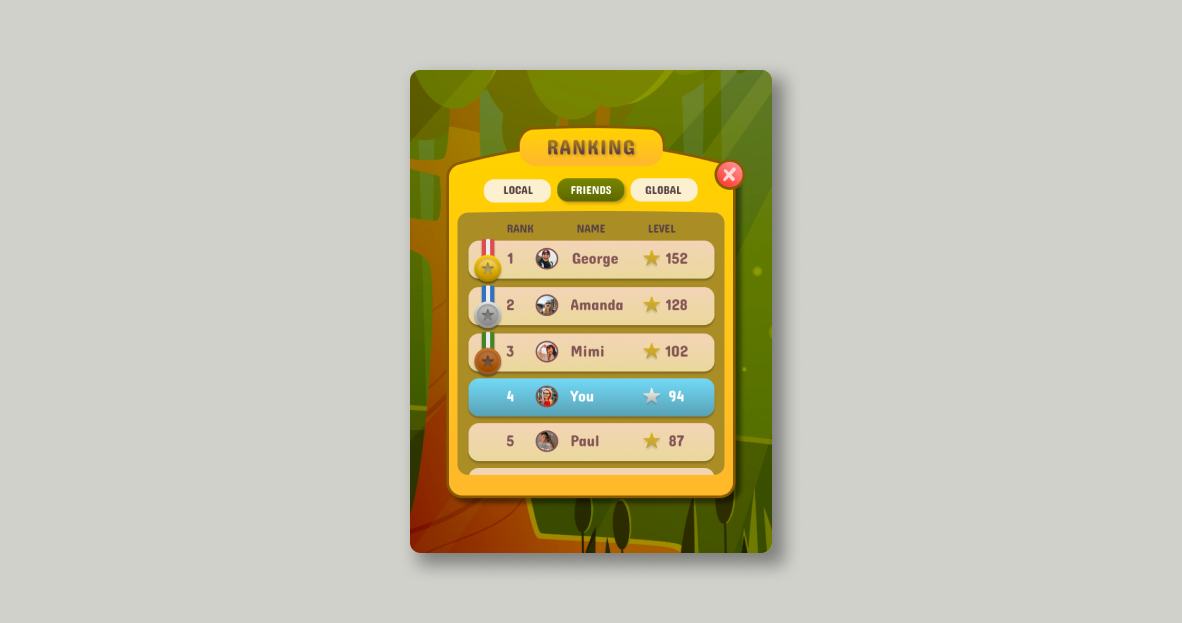 RANKING
LOCAL FRIENDS GLOBAL
RANK NAME LEVEL
1 George 152
2 Amanda 128
3 Mimi 102
4 You 94
5 Paul 87